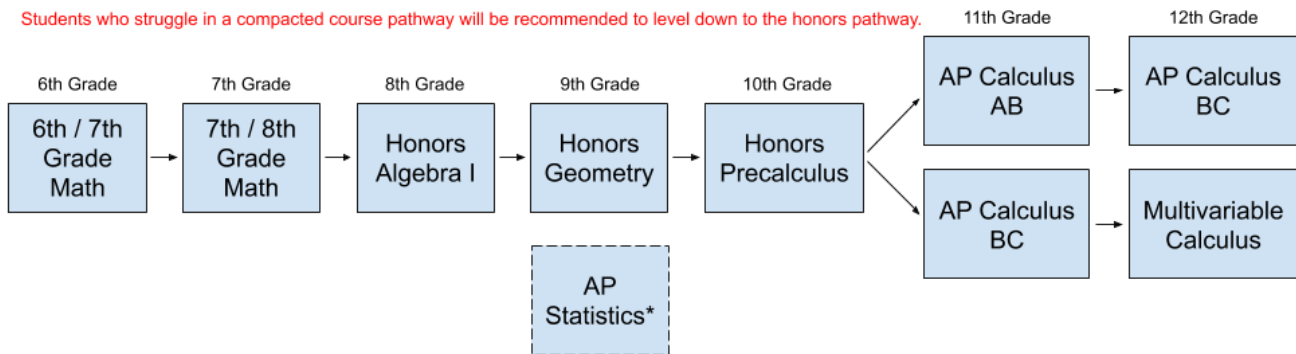 Students who struggle in a compacted course pathway will be recommended to level down to the honors pathway.
11th Grade
12th Grade
6th Grade
7th Grade
8th Grade
9th Grade
10th Grade
AP Calculus
AB
AP Calculus
BC
6th / 7th
Grade
Math
7th / 8th
Grade
Math
Honors
Algebra I
Honors
Geometry
Honors
Precalculus
AP Calculus
BC
Multivariable
Calculus
AP
Statistics*